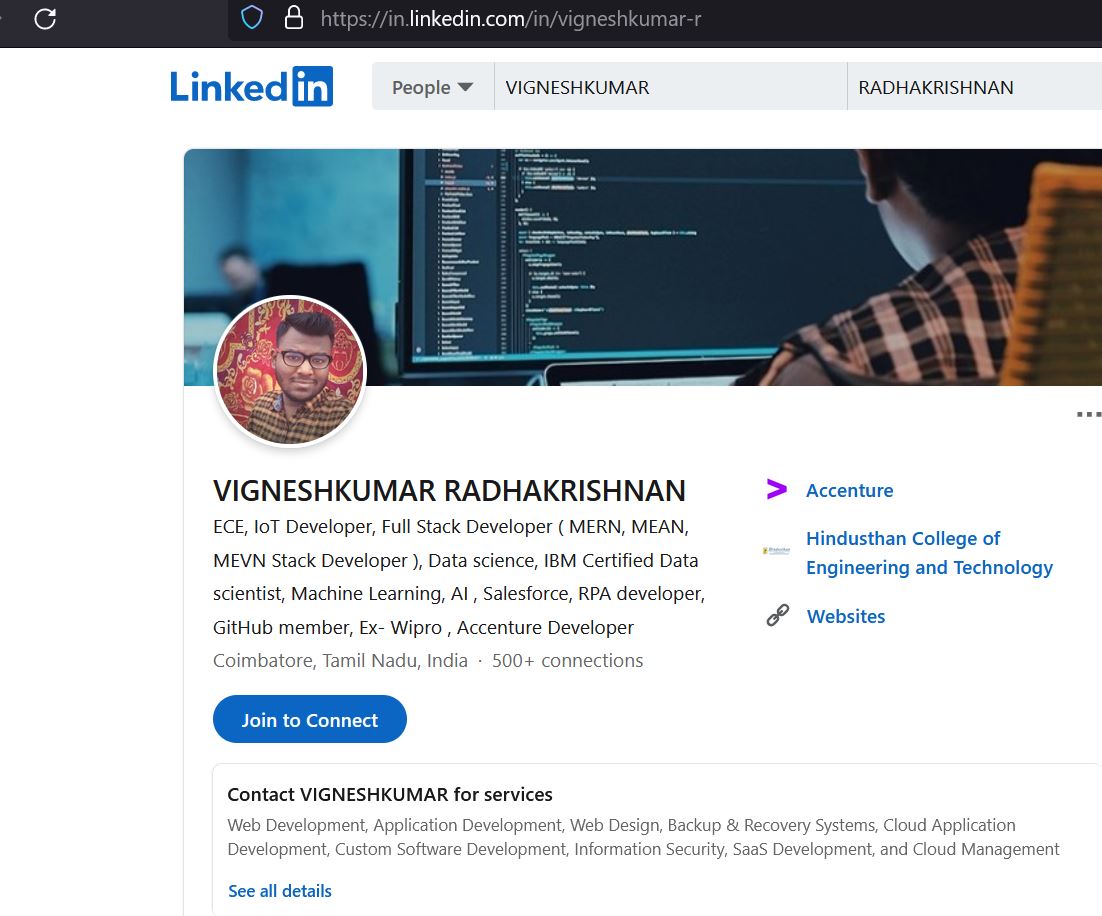 https://in.linkedin.com/in/vigneshkumar-r
Linkedin
People
VIGNESHKUMAR
RADHAKRISHNAN
VIGNESHKUMAR RADHAKRISHNAN
ECE, IoT Developer, Full Stack Developer ( MERN, MEAN,
MEVN Stack Developer ), Data science, IBM Certified Data
scientist, Machine Learning, AI , Salesforce, RPA developer,
GitHub member, Ex- Wipro , Accenture Developer
Coimbatore, Tamil Nadu, India · 500+ connections
Accenture
Hindusthan College of
Engineering and Technology
Websites
Join to Connect
Contact VIGNESHKUMAR for services
Web Development, Application Development, Web Design, Backup & Recovery Systems, Cloud Application
Development, Custom Software Development, Information Security, SaaS Development, and Cloud Management
See all details